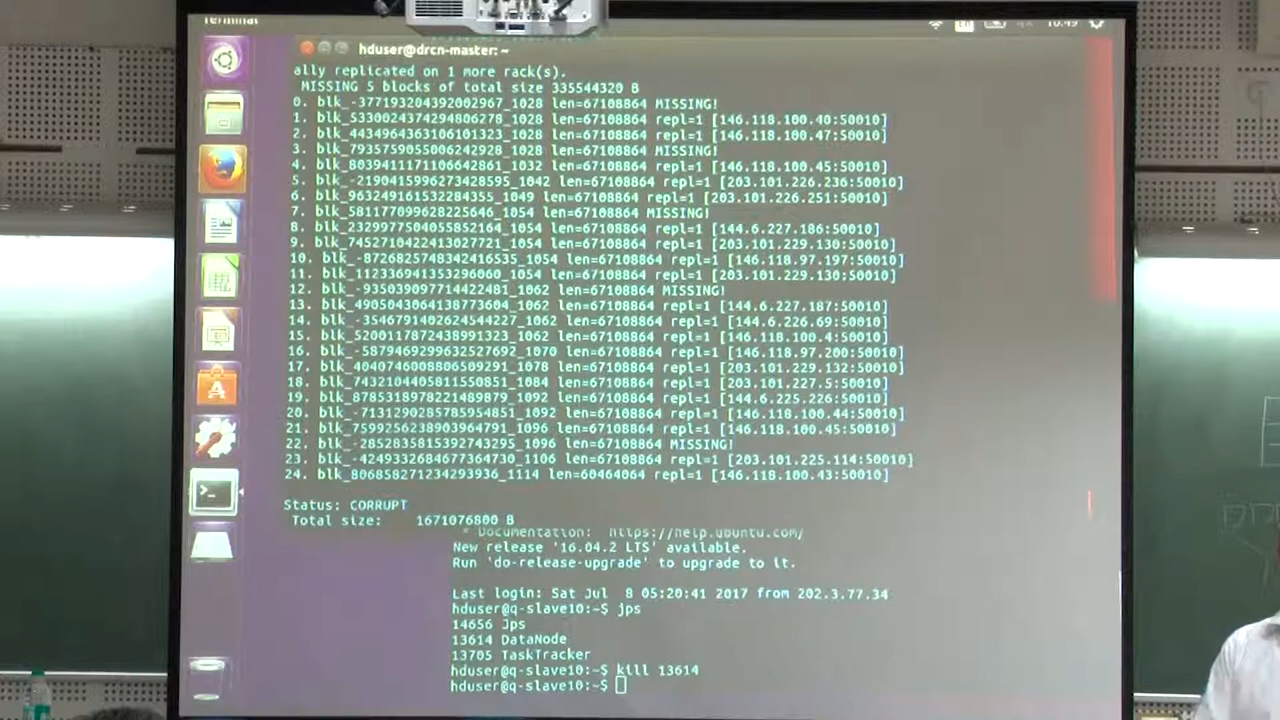 Terminal
10:49
hduser@drcn-master: ~
ally replicated on 1 more rack(s).
MISSING 5 blocks of total size 335544320 B
0. blk_-377193204392002967_1028 len=67108864 MISSING!
1. blk_5330024374294806278_1028 len=67108864 repl=1 [146.118.100.40:50010]
2. blk_4434964363106101323_1028 len=67108864 repl=1 [146.118.100.47:50010]
3. blk_7935759055006242928_1028 len=67108864 MISSING!
4. blk_8039411171106642861_1032 len=67108864 repl=1 [146.118.100.45:50010]
5. blk_-2190415996273428595_1042 len=67108864 repl=1 [203.101.226.236:50010]
6. blk_9632491615322284355_1049 len=67108864 repl=1 [203.101.226.251:50010]
7. blk_581177099628225646_1054 len=67108864 MISSING!
8. blk_2329977504055852164_1054 len=67108864 repl=1 [144.6.227.186:50010]
9. blk_7452710422413027721_1054 len=67108864 repl=1 [203.101.229.130:50010]
10. blk_-8726825748342416535_1054 len=67108864 repl=1 [146.118.97.197:50010]
11. blk_1123369413532960​60_1054 len=67108864 repl=1 [203.101.229.130:50010]
12. blk_-935039097714422481_1062 len=67108864 MISSING!
13. blk_4905043064138773604_1062 len=67108864 repl=1 [144.6.227.187:50010]
14. blk_-3546791402624544227_1062 len=67108864 repl=1 [144.6.226.69:50010]
15. blk_5200117872438991323_1062 len=67108864 repl=1 [146.118.100.4:50010]
16. blk_-5879469299632527692_1070 len=67108864 repl=1 [146.118.97.200:50010]
17. blk_4040746008806509291_1078 len=67108864 repl=1 [203.101.229.132:50010]
18. blk_7432104405811550851_1084 len=67108864 repl=1 [203.101.227.5:50010]
19. blk_8785318978221489879_1092 len=67108864 repl=1 [144.6.225.226:50010]
20. blk_-7131290285785954851_1092 len=67108864 repl=1 [146.118.100.44:50010]
21. blk_7599256238903964791_1096 len=67108864 repl=1 [146.118.100.45:50010]
22. blk_-2852835815392743295_1096 len=67108864 MISSING!
23. blk_-4249332684677364730_1106 len=67108864 repl=1 [203.101.225.114:50010]
24. blk_8068582712342​93936_1114 len=60464064 repl=1 [146.118.100.43:50010]
Status: CORRUPT
Total size: 1671076800 B
* Documentation: https://help.ubuntu.com/
New release '16.04.2 LTS' available.
Run 'do-release-upgrade' to upgrade to it.
Last login: Sat Jul 8 05:20:41 2017 from 202.3.77.34
hduser@q-slave10:~$ jps
14656 Jps
13614 DataNode
13705 TaskTracker
hduser@q-slave10:~$ kill 13614
hduser@q-slave10:~$